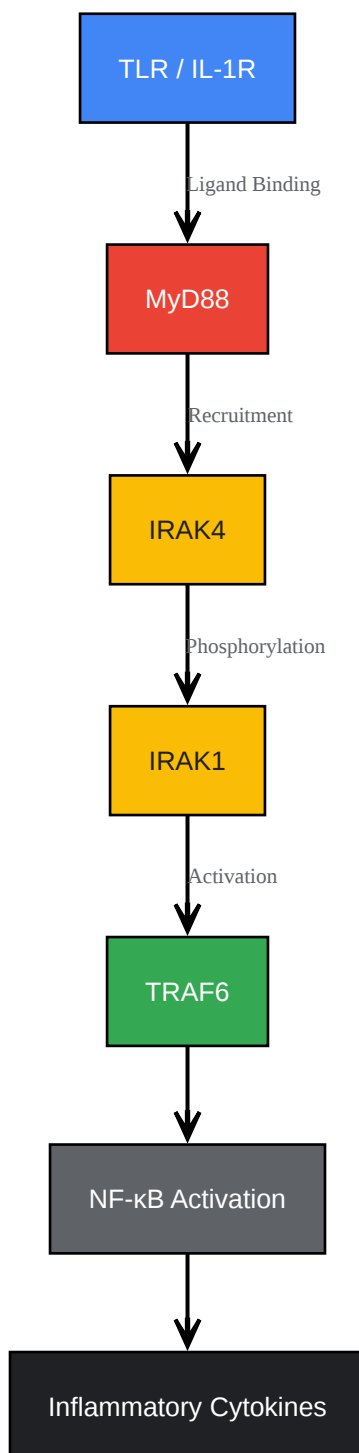 TLR / IL-1R
Ligand Binding
MyD88
Recruitment
IRAK4
Phosphorylation
IRAK1
Activation
TRAF6
NF-κB Activation
Inflammatory Cytokines